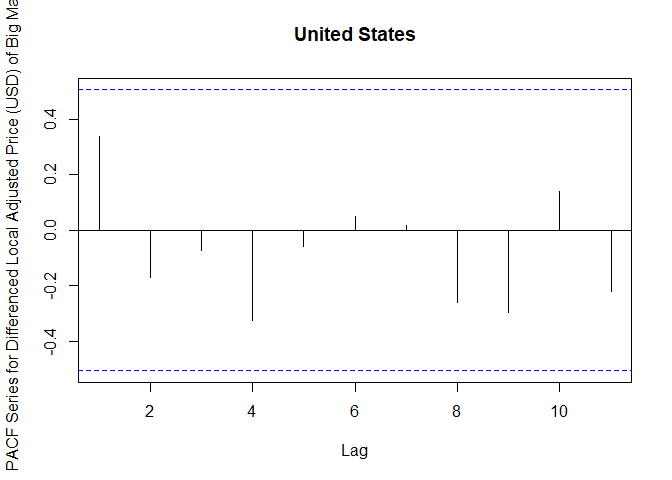 United States
PACF Series for Differenced Local Adjusted Price (USD) of Big
0.4
0.2
0.0
-0.2
-0.4
2 4 6 8 10
Lag